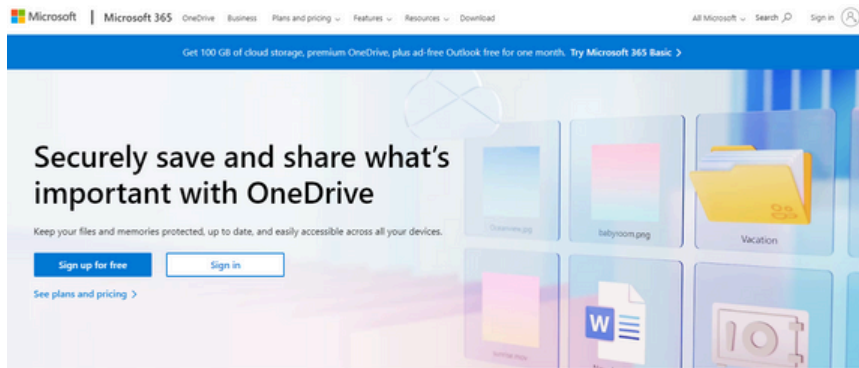 Microsoft | Microsoft 365 OneDrive Business Plans and pricing Features Resources Download All Microsoft Search Sign in
Get 100 GB of cloud storage, premium OneDrive, plus ad-free Outlook free for one month. Try Microsoft 365 Basic >
Securely save and share what's
important with OneDrive
Keep your files and memories protected, up to date, and easily accessible across all your devices.
Sign up for free Sign in
See plans and pricing >
babyroom.png
Vacation
W